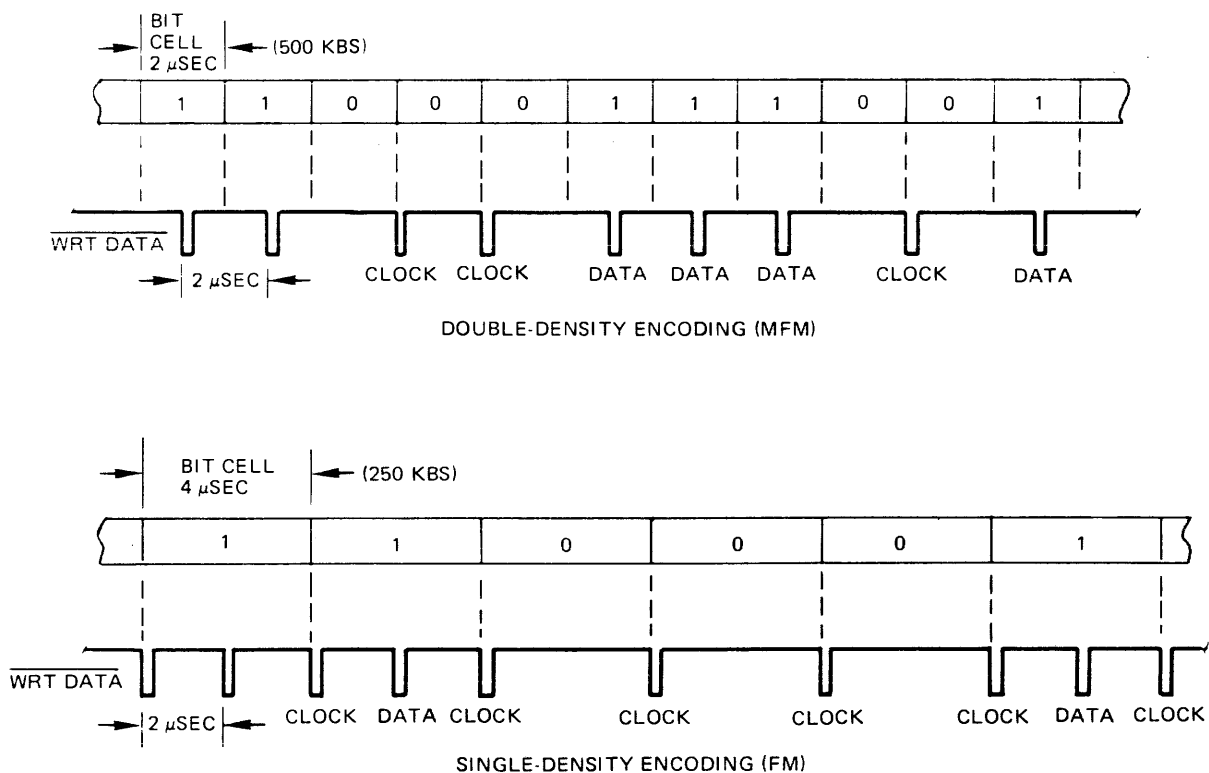 BIT
CELL
2 μSEC
(500 KBS)
1 1 0 0 0 1 1 1 0 0 1
WRT DATA
CLOCK CLOCK DATA DATA DATA CLOCK DATA
2 μSEC
DOUBLE-DENSITY ENCODING (MFM)
BIT CELL
4 μSEC
(250 KBS)
1 1 0 0 0 1
WRT DATA
2 μSEC
CLOCK DATA CLOCK CLOCK CLOCK CLOCK DATA CLOCK
SINGLE-DENSITY ENCODING (FM)